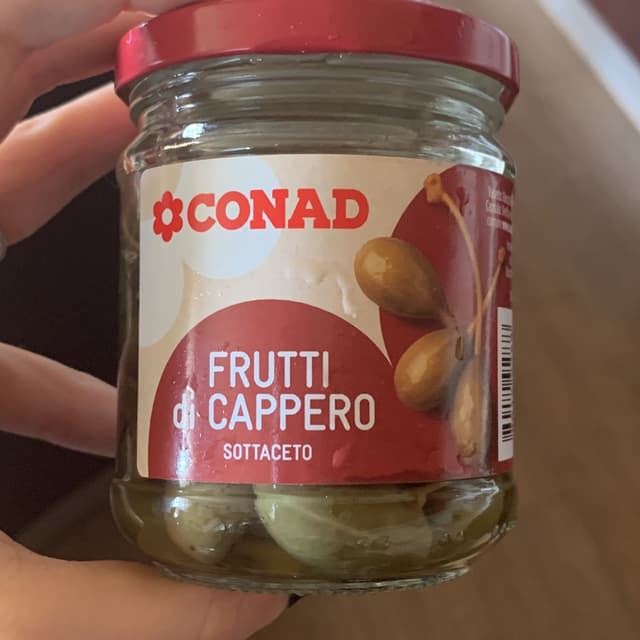 CONAD
FRUTTI
di CAPPERO
SOTTACETO